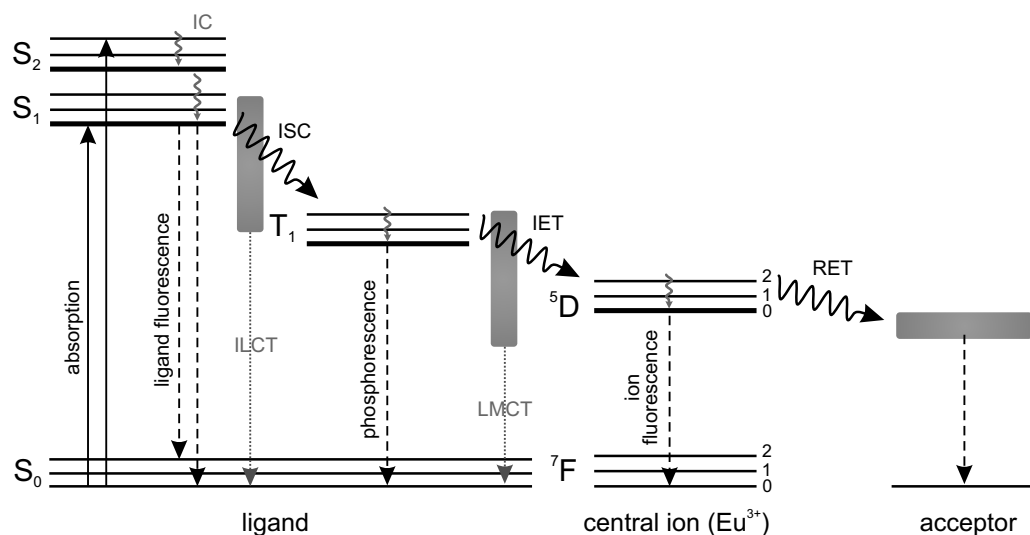 IC
S₂
S₁
ISC
T₁
IET
RET
2
1
0
⁵D
absorption
ligand fluorescence
ILCT
phosphorescence
LMCT
ion
fluorescence
S₀
⁷F
2
1
0
ligand
central ion (Eu³⁺)
acceptor